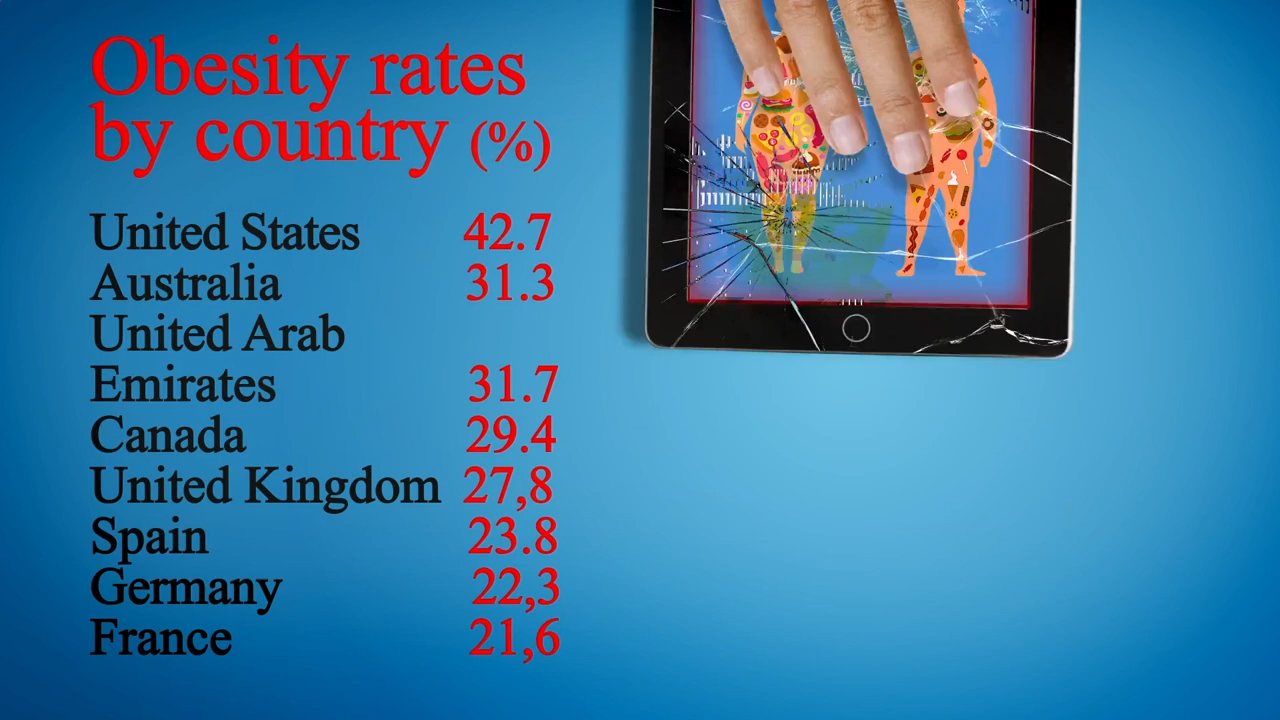 Obesity rates
by country (%)
United States 42.7
Australia 31.3
United Arab
Emirates 31.7
Canada 29.4
United Kingdom 27,8
Spain 23.8
Germany 22,3
France 21,6